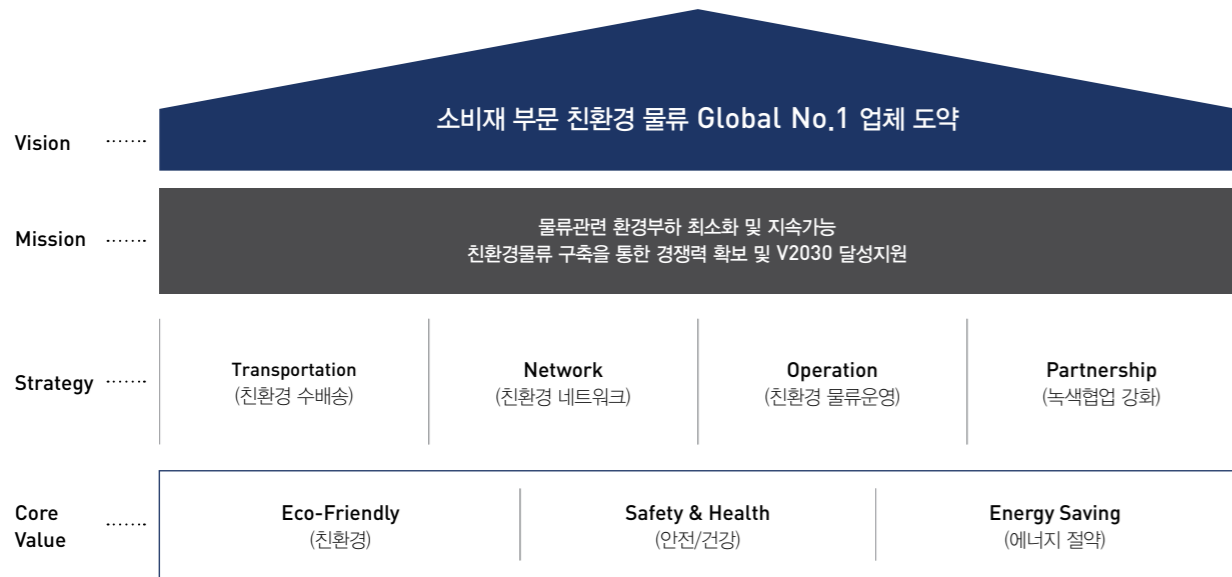 Vision
소비재 부문 친환경 물류 Global No.1 업체 도약
Mission
물류관련 환경부하 최소화 및 지속가능
친환경물류 구축을 통한 경쟁력 확보 및 V2030 달성지원
Strategy
Transportation
(친환경 수배송)
Network
(친환경 네트워크)
Operation
(친환경 물류운영)
Partnership
(녹색협업 강화)
Core
Value
Eco-Friendly
(친환경)
Safety & Health
(안전/건강)
Energy Saving
(에너지 절약)